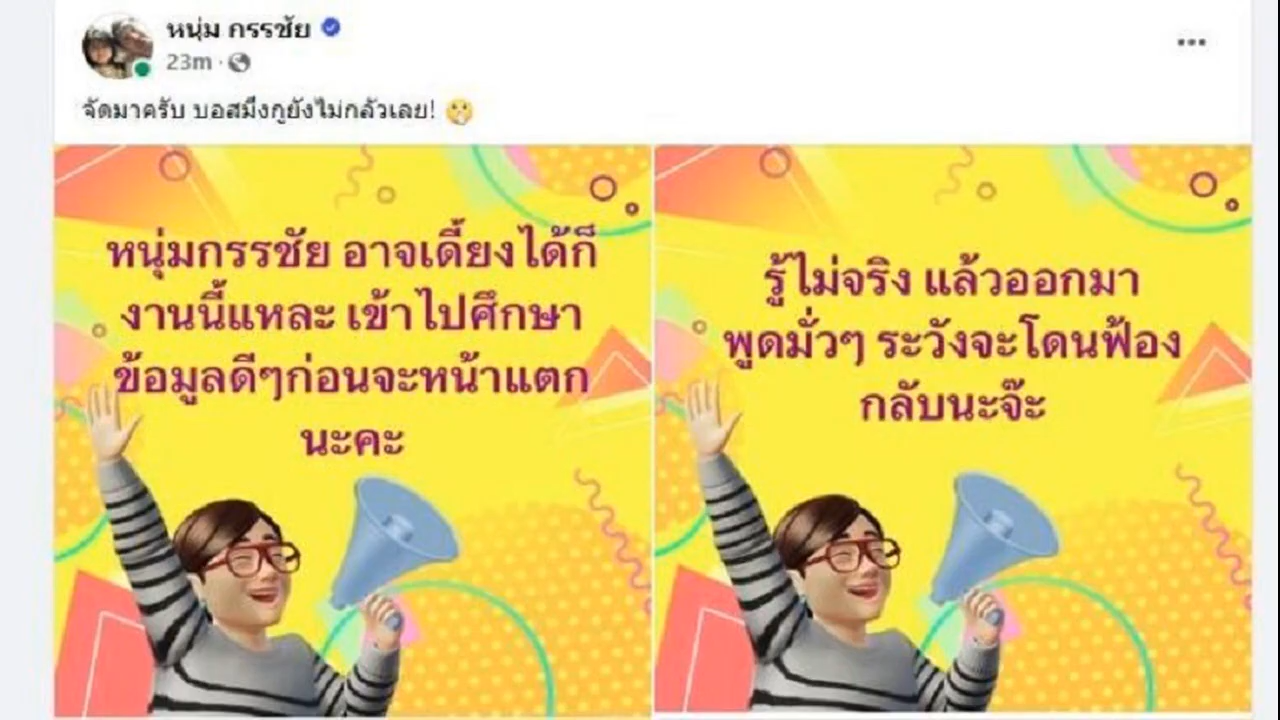 หนุ่ม กรรชัย
23m
จัดมาครับ บอสมึงกูยังไม่กลัวเลย!
หนุ่มกรรชัย อาจเดี้ยงได้ก็
งานนี้แหละ เข้าไปศึกษา
ข้อมูลดีๆก่อนจะหน้าแตก
นะคะ
รู้ไม่จริง แล้วออกมา
พูดมั่วๆ ระวังจะโดนฟ้อง
กลับนะจ๊ะ